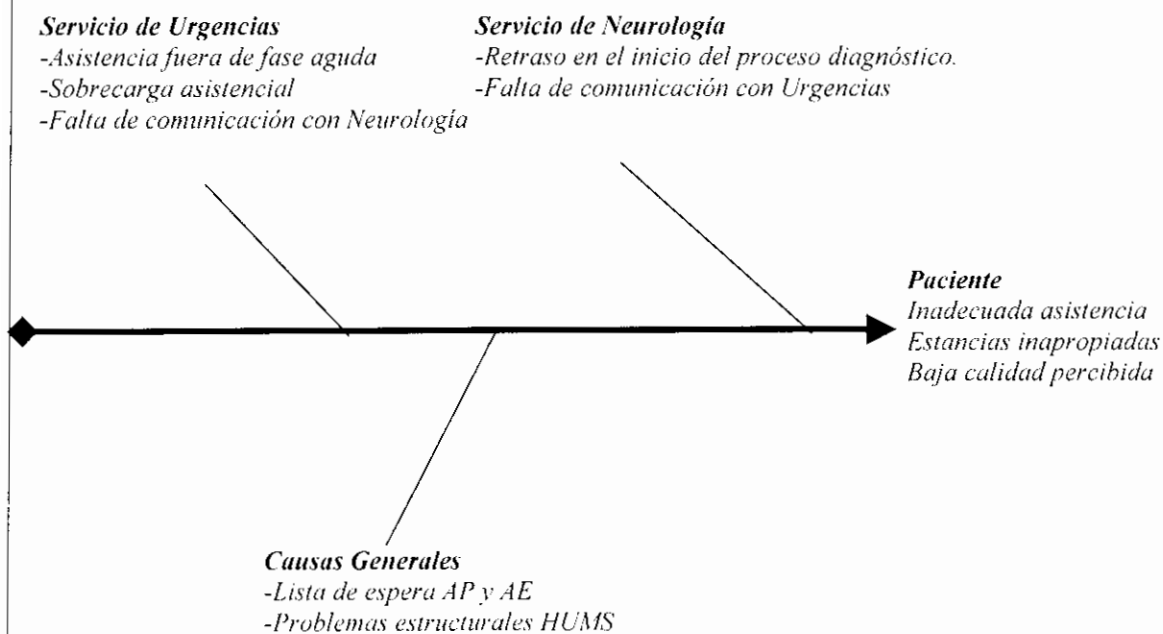 Servicio de Urgencias
-Asistencia fuera de fase aguda
-Sobrecarga asistencial
-Falta de comunicación con Neurología
Servicio de Neurología
-Retraso en el inicio del proceso diagnóstico.
-Falta de comunicación con Urgencias
Paciente
Inadecuada asistencia
Estancias inapropiadas
Baja calidad percibida
Causas Generales
-Lista de espera AP y AE
-Problemas estructurales HUMS